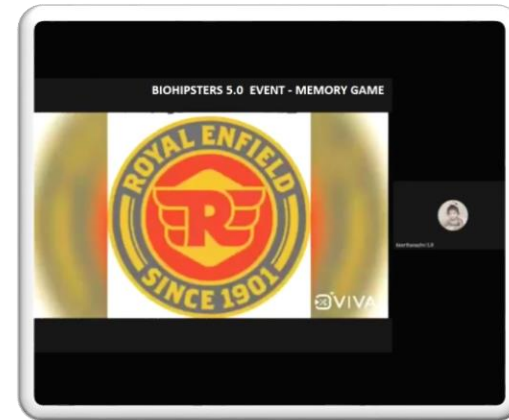 BIOHIPSTERS 5.0 EVENT - MEMORY GAME
ROYAL ENFIELD
R
SINCE 1901
VIVA